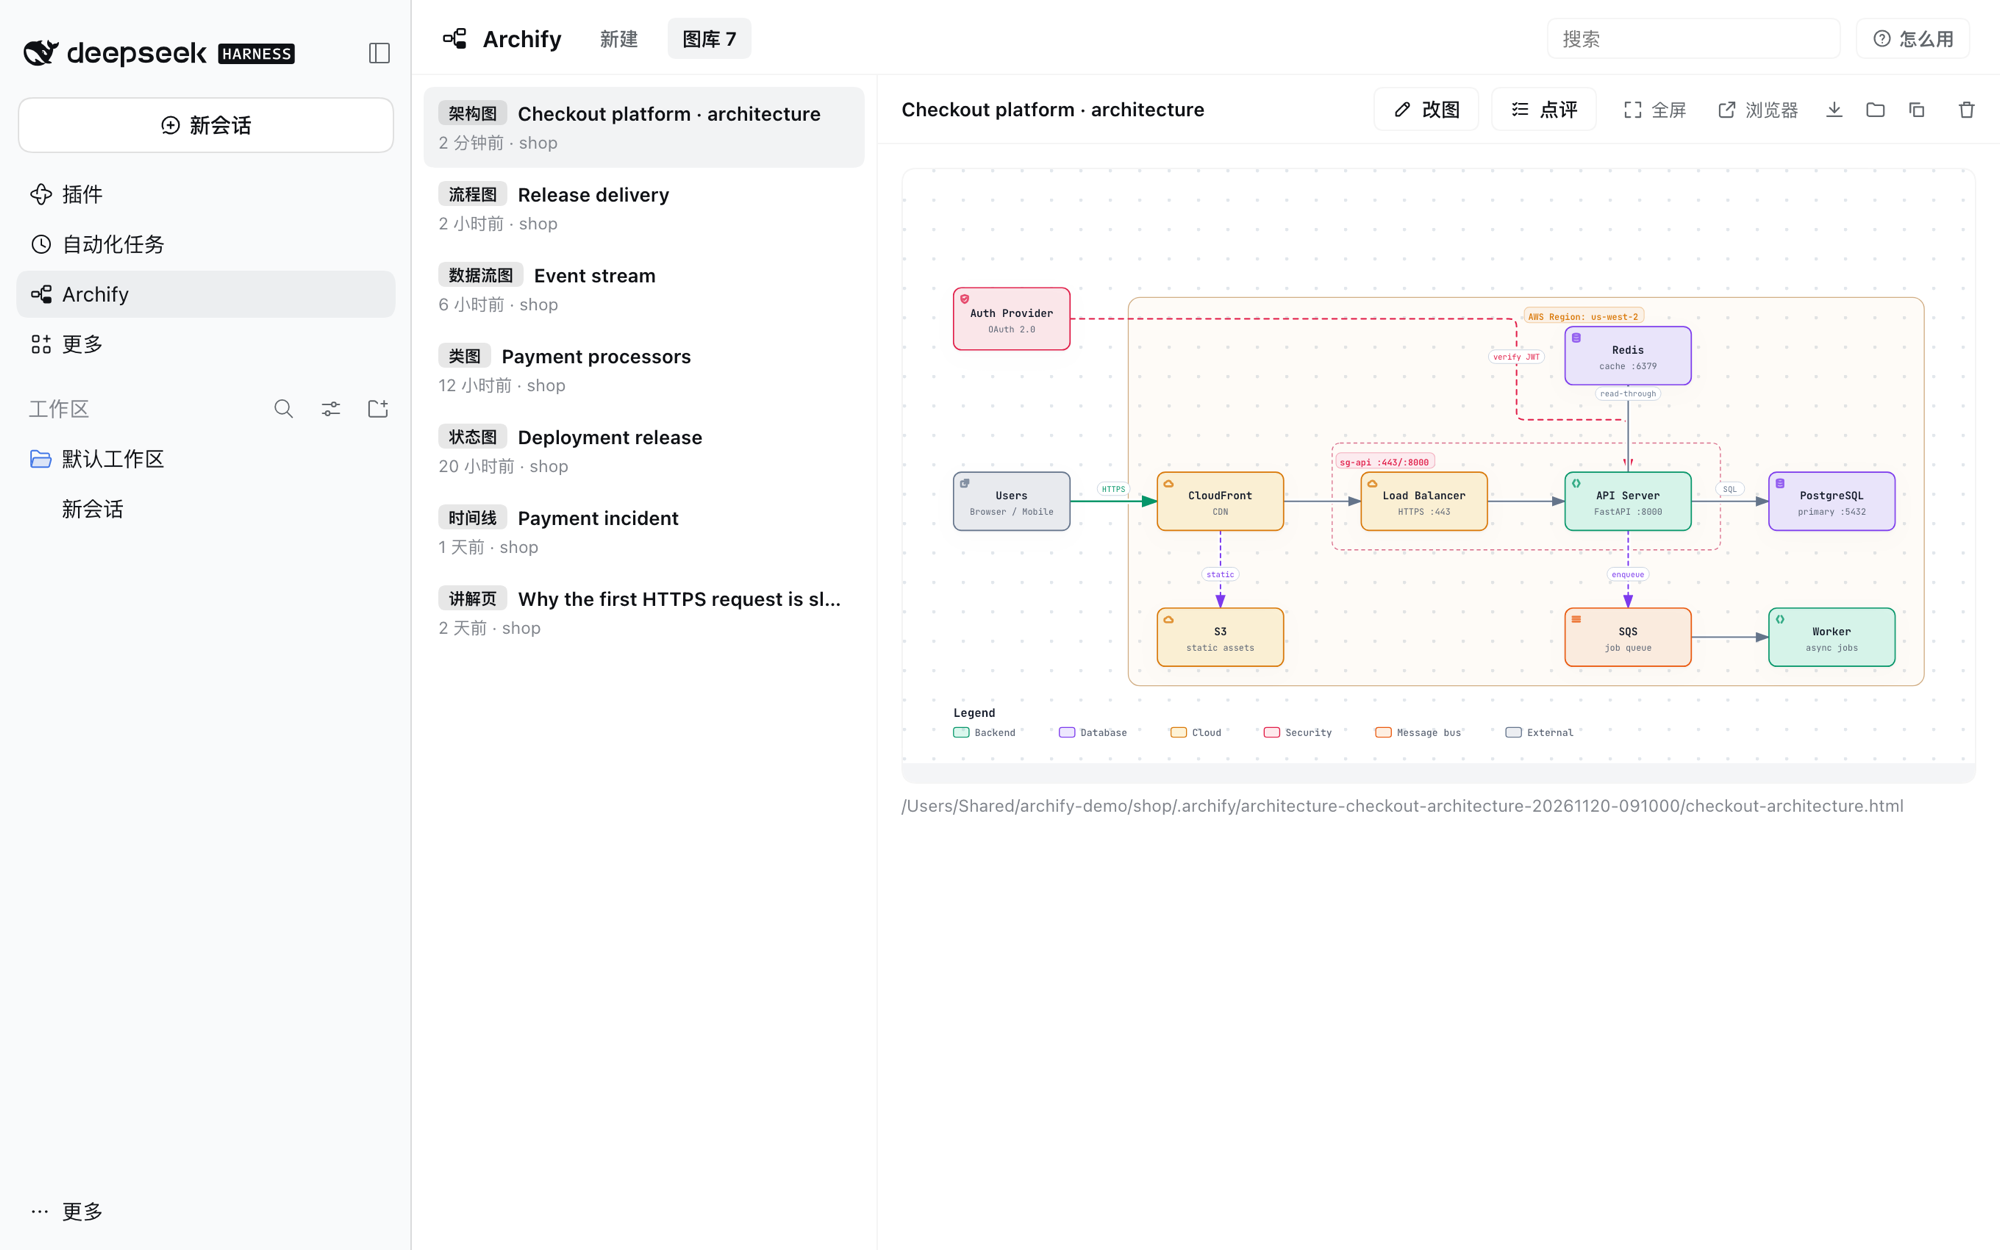 deepseek HARNESS
新会话
插件
自动化任务
Archify
更多
工作区
默认工作区
新会话
更多
Archify
新建
图库 7
搜索
怎么用
架构图 Checkout platform · architecture
2 分钟前 · shop
流程图 Release delivery
2 小时前 · shop
数据流图 Event stream
6 小时前 · shop
类图 Payment processors
12 小时前 · shop
状态图 Deployment release
20 小时前 · shop
时间线 Payment incident
1 天前 · shop
讲解页 Why the first HTTPS request is sl...
2 天前 · shop
Checkout platform · architecture
改图
点评
全屏
浏览器
Auth Provider
OAuth 2.0
AWS Region: us-west-2
verify JWT
Redis
cache :6379
read-through
sg-api :443/:8000
Users
Browser / Mobile
HTTPS
CloudFront
CDN
Load Balancer
HTTPS :443
API Server
FastAPI :8000
SQL
PostgreSQL
primary :5432
static
enqueue
S3
static assets
SQS
job queue
Worker
async jobs
Legend
Backend
Database
Cloud
Security
Message bus
External
/Users/Shared/archify-demo/shop/.archify/architecture-checkout-architecture-20261120-091000/checkout-architecture.html